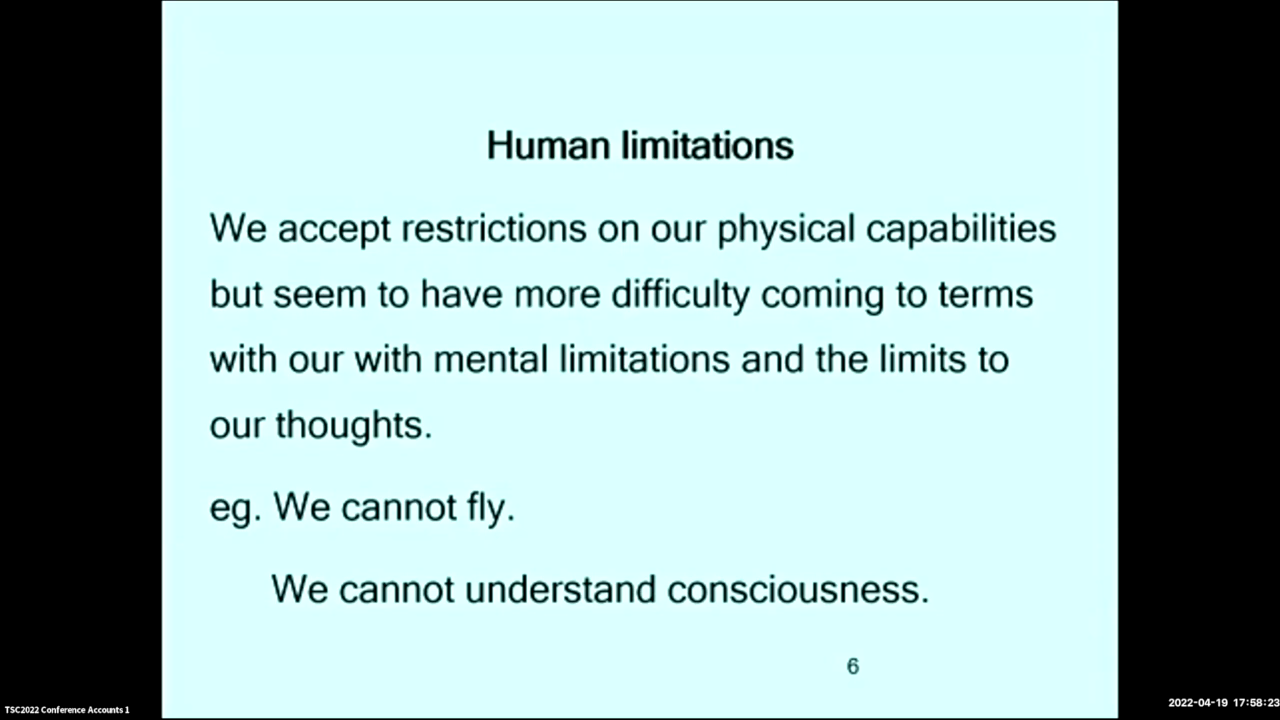 Human limitations
We accept restrictions on our physical capabilities
but seem to have more difficulty coming to terms
with our with mental limitations and the limits to
our thoughts.
eg. We cannot fly.
We cannot understand consciousness.
6
TSC2022 Conference Accounts 1
2022-04-19 17:58:23